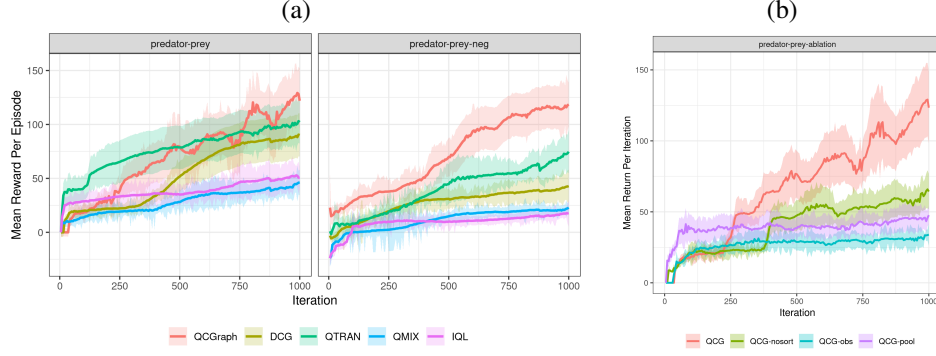 (a)
predator-prey
predator-prey-neg
Mean Reward Per Episode
150
100
50
0
0
250
500
750
1000
0
250
500
750
1000
Iteration
QCGraph
DCG
QTRAN
QMIX
IQL
(b)
predator-prey-ablation
Mean Return Per Iteration
150
100
50
0
0
250
500
750
1000
Iteration
QCG
QCG-nosort
QCG-obs
QCG-pool